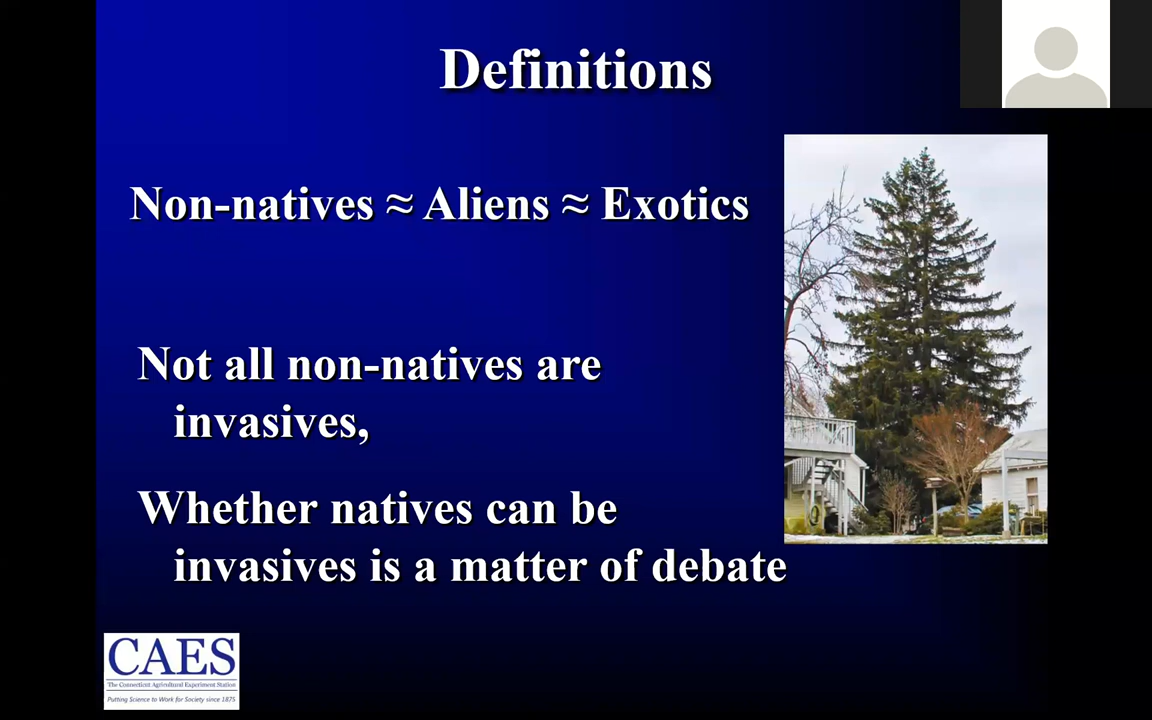 Definitions
Non-natives ≈ Aliens ≈ Exotics
Not all non-natives are
invasives,
Whether natives can be
invasives is a matter of debate
CAES
The Connecticut Agricultural Experiment Station
Putting Science to Work for Society since 1875